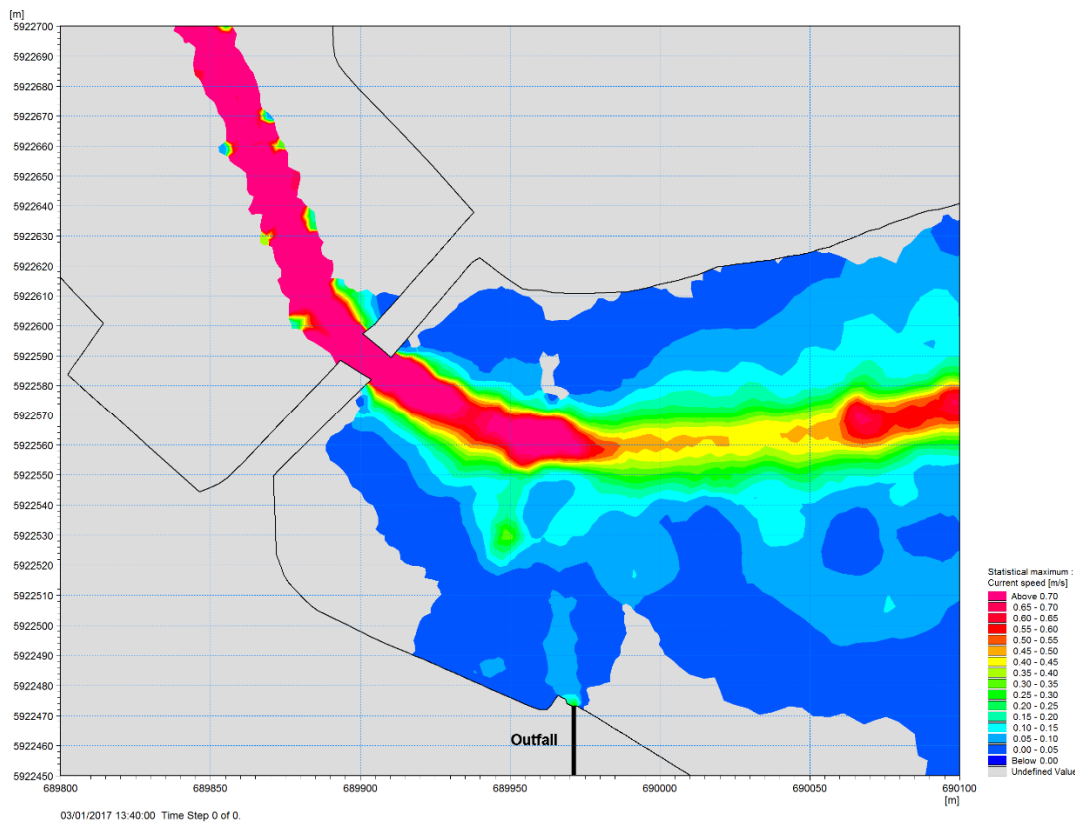 [m]
5922700
5922690
5922680
5922670
5922660
5922650
5922640
5922630
5922620
5922610
5922600
5922590
5922580
5922570
5922560
5922550
5922540
5922530
5922520
5922510
5922500
5922490
5922480
5922470
5922460
5922450
Outfall
689800 689850 689900 689950 690000 690050 690100
[m]
03/01/2017 13:40:00 Time Step 0 of 0.
Statistical maximum :
Current speed [m/s]
Above 0.70
0.65 - 0.70
0.60 - 0.65
0.55 - 0.60
0.50 - 0.55
0.45 - 0.50
0.40 - 0.45
0.35 - 0.40
0.30 - 0.35
0.25 - 0.30
0.20 - 0.25
0.15 - 0.20
0.10 - 0.15
0.05 - 0.10
0.00 - 0.05
Below 0.00
Undefined Value